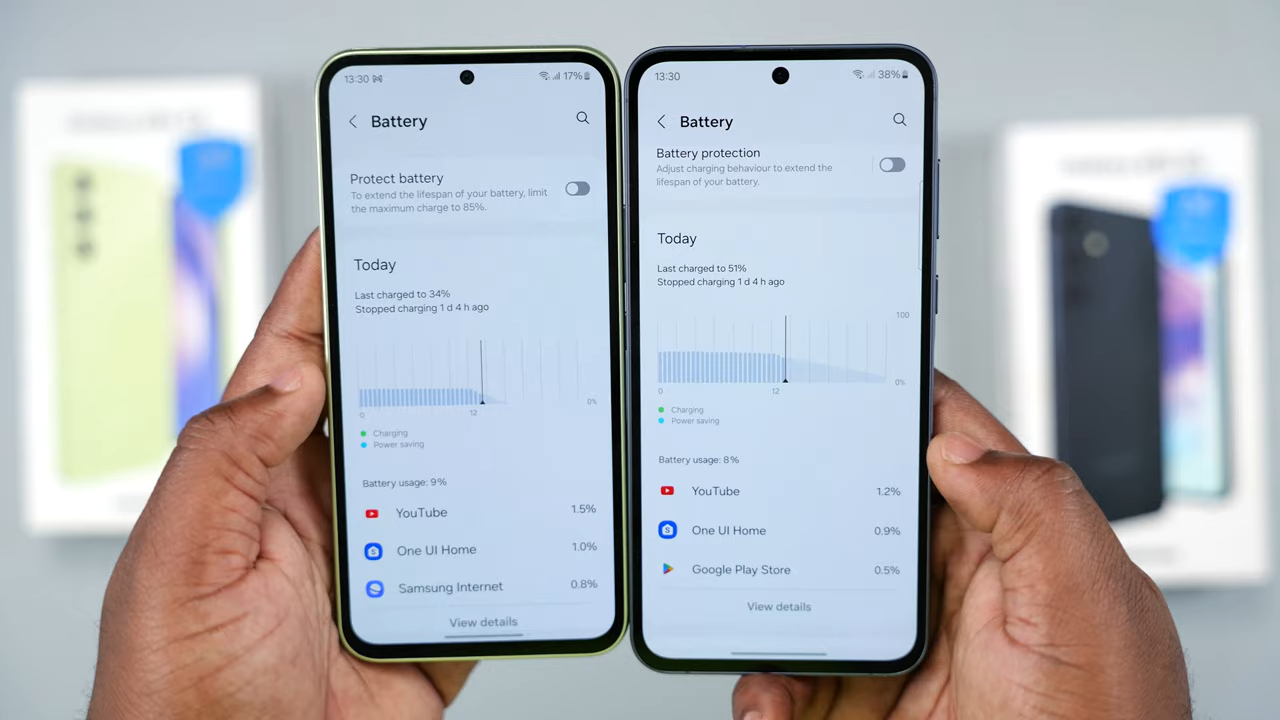 13:30
17%
Battery
Protect battery
To extend the lifespan of your battery, limit
the maximum charge to 85%.
Today
Last charged to 34%
Stopped charging 1 d 4 h ago
0%
0
12
Charging
Power saving
Battery usage: 9%
YouTube 1.5%
One UI Home 1.0%
Samsung Internet 0.8%
View details
13:30
38%
Battery
Battery protection
Adjust charging behaviour to extend the
lifespan of your battery.
Today
Last charged to 51%
Stopped charging 1 d 4 h ago
100
0%
0
12
Charging
Power saving
Battery usage: 8%
YouTube 1.2%
One UI Home 0.9%
Google Play Store 0.5%
View details